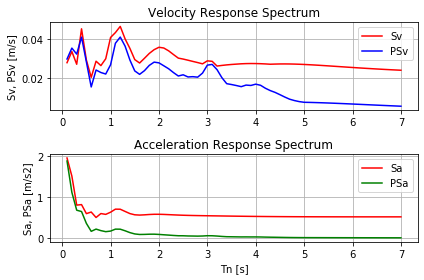 Velocity Response Spectrum
Sv, PSv [m/s]
0.04
0.02
Sv
PSv
0 1 2 3 4 5 6 7
Acceleration Response Spectrum
Sa, PSa [m/s2]
2
1
0
Sa
PSa
0 1 2 3 4 5 6 7
Tn [s]